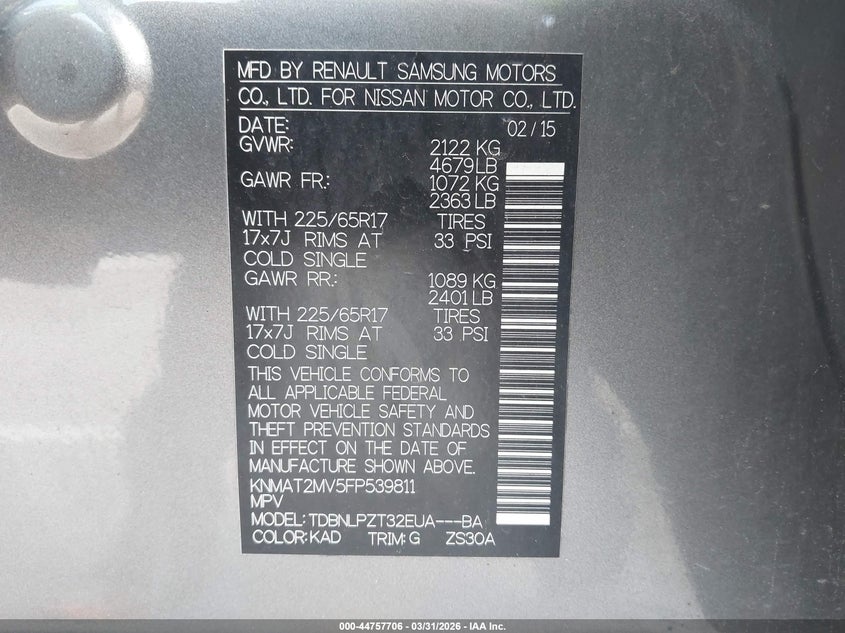 MFD BY RENAULT SAMSUNG MOTORS
CO., LTD. FOR NISSAN MOTOR CO., LTD.
DATE: 02/15
GVWR: 2122 KG
4679LB
GAWR FR.: 1072 KG
2363 LB
WITH 225/65R17 TIRES
17x7J RIMS AT 33 PSI
COLD SINGLE
GAWR RR.: 1089 KG
2401 LB
WITH 225/65R17 TIRES
17x7J RIMS AT 33 PSI
COLD SINGLE
THIS VEHICLE CONFORMS TO
ALL APPLICABLE FEDERAL
MOTOR VEHICLE SAFETY AND
THEFT PREVENTION STANDARDS
IN EFFECT ON THE DATE OF
MANUFACTURE SHOWN ABOVE.
KNMAT2MV5FP539811
MPV
MODEL: TDBNLPZT32EUA---BA
COLOR: KAD TRIM: G ZS30A
000-44757706 - 03/31/2026 - IAA Inc.